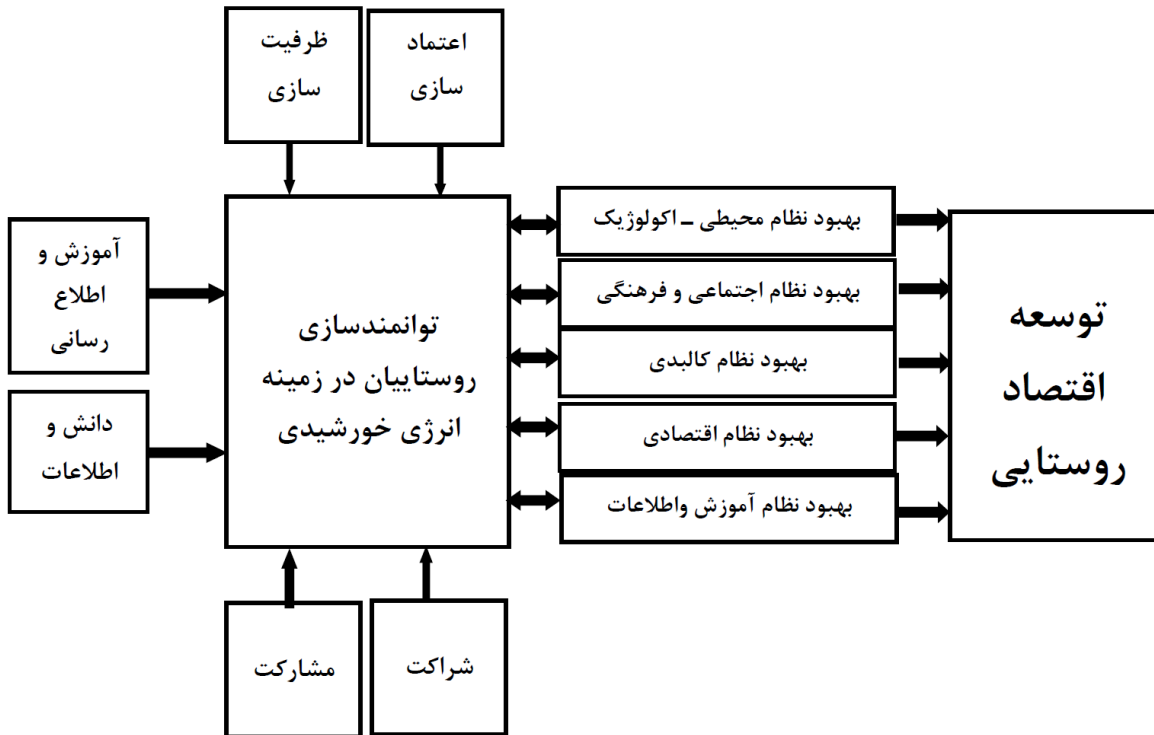 ظرفیت
سازی
اعتماد
سازی
آموزش و
اطلاع
رسانی
دانش و
اطلاعات
توانمندسازی
روستاییان در زمینه
انرژی خورشیدی
مشارکت
شراکت
بهبود نظام محیطی ـ اکولوژیک
بهبود نظام اجتماعی و فرهنگی
بهبود نظام کالبدی
بهبود نظام اقتصادی
بهبود نظام آموزش واطلاعات
توسعه
اقتصاد
روستایی